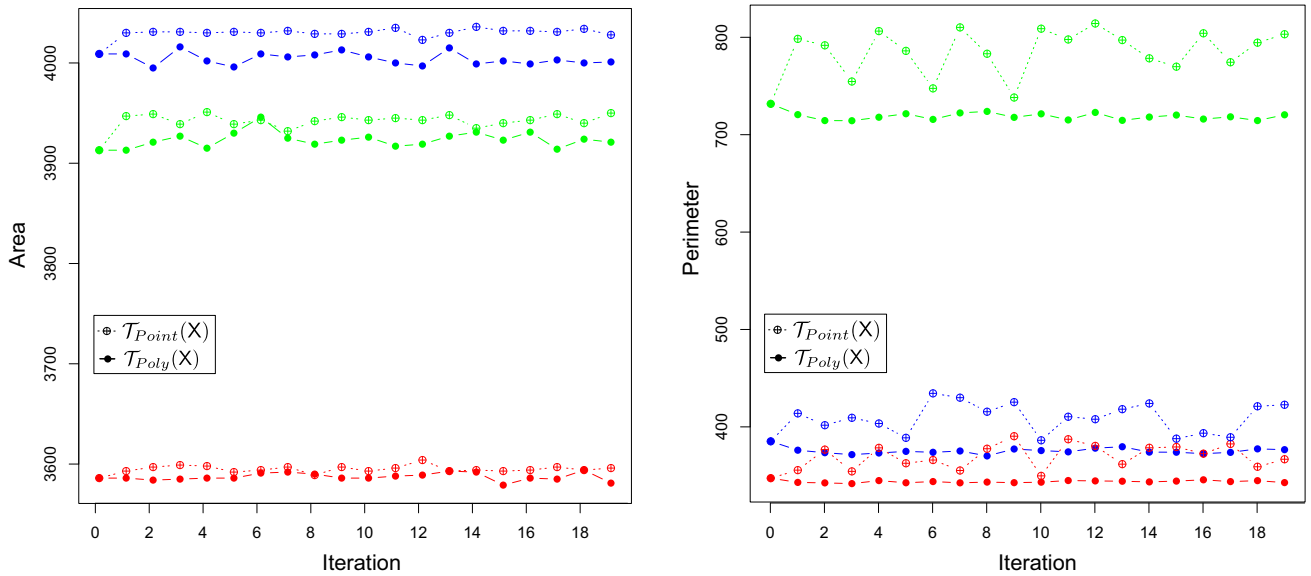 4000
3900
3800
3700
3600
Area
𝒯_Point(X)
𝒯_Poly(X)
0 2 4 6 8 10 12 14 16 18
Iteration
800
700
600
500
400
Perimeter
𝒯_Point(X)
𝒯_Poly(X)
0 2 4 6 8 10 12 14 16 18
Iteration